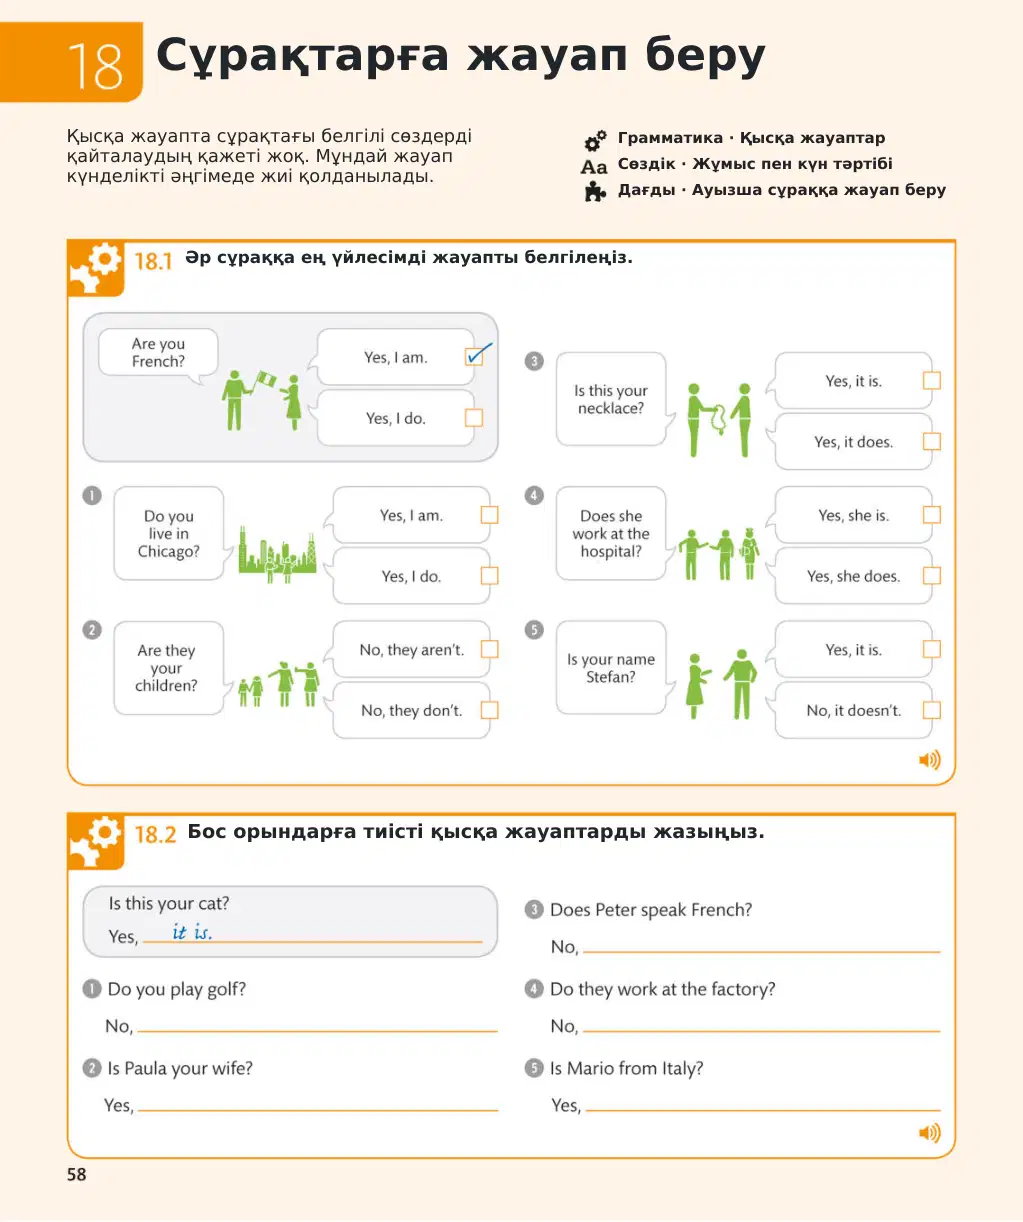 18
Сұрақтарға жауап беру
Қысқа жауапта сұрақтағы белгілі сөздерді
қайталаудың қажеті жоқ. Мұндай жауап
күнделікті әңгімеде жиі қолданылады.
Грамматика · Қысқа жауаптар
Aa Сөздік · Жұмыс пен күн тәртібі
Дағды · Ауызша сұраққа жауап беру
18.1 Әр сұраққа ең үйлесімді жауапты белгілеңіз.
Are you
French?
Yes, I am.
Yes, I do.
1
Do you
live in
Chicago?
Yes, I am.
Yes, I do.
2
Are they
your
children?
No, they aren't.
No, they don't.
3
Is this your
necklace?
Yes, it is.
Yes, it does.
4
Does she
work at the
hospital?
Yes, she is.
Yes, she does.
5
Is your name
Stefan?
Yes, it is.
No, it doesn't.
18.2 Бос орындарға тиісті қысқа жауаптарды жазыңыз.
Is this your cat?
Yes, it is.
1 Do you play golf?
No,
2 Is Paula your wife?
Yes,
3 Does Peter speak French?
No,
4 Do they work at the factory?
No,
5 Is Mario from Italy?
Yes,
58